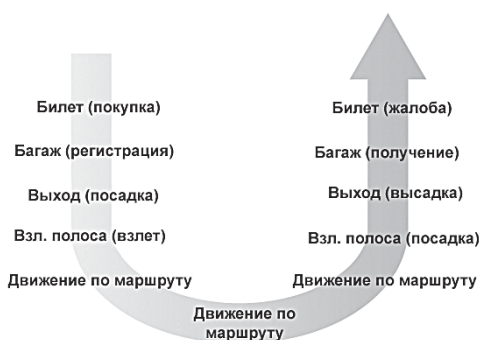 Билет (покупка)
Багаж (регистрация)
Выход (посадка)
Взл. полоса (взлет)
Движение по маршруту
Движение по
маршруту
Билет (жалоба)
Багаж (получение)
Выход (высадка)
Взл. полоса (посадка)
Движение по маршруту